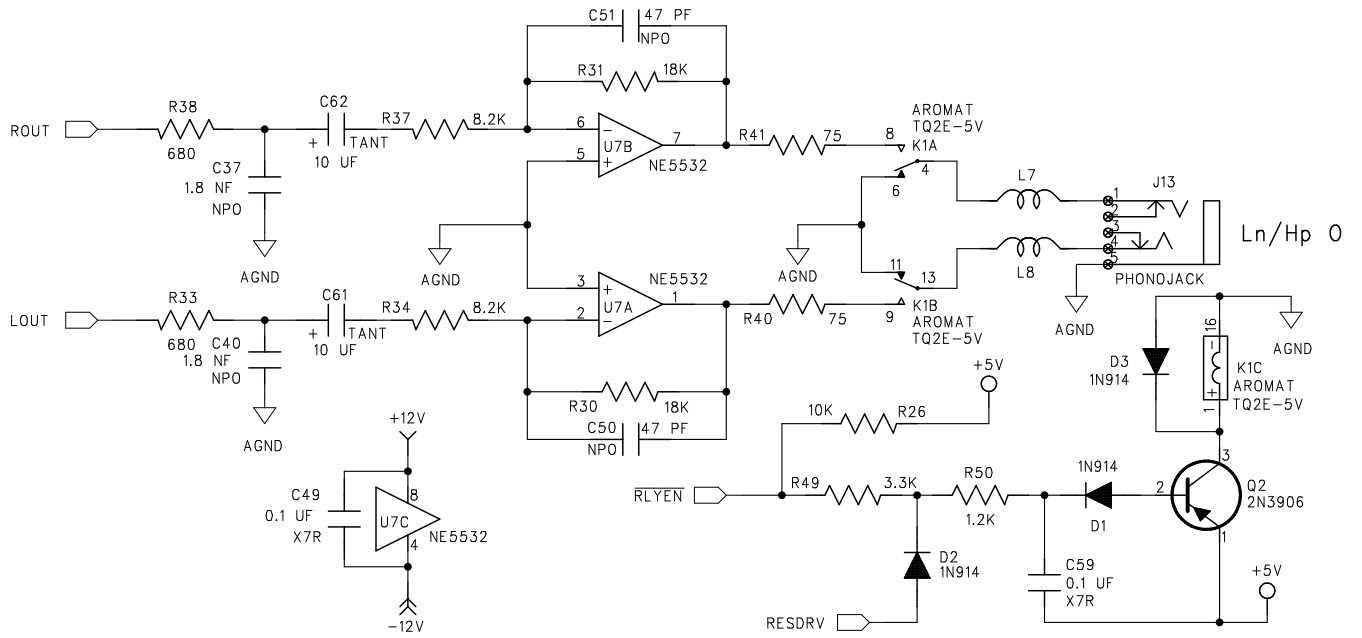 C51 47 PF
NPO
R31 18K
ROUT
R38
680
C37
1.8 NF
NPO
AGND
C62
+ TANT
10 UF
R37 8.2K
6 −
5 +
U7B
7
NE5532
AGND
R41 75
AROMAT
TQ2E-5V
8
K1A
4
6
AGND
11
13
K1B
9
AROMAT
TQ2E-5V
L7
L8
1
2
3
4
5
J13
PHONOJACK
AGND
Ln/Hp O
LOUT
R33
680
C40
1.8 NF
NPO
AGND
C61
+ TANT
10 UF
R34 8.2K
3 +
2 −
U7A
1
NE5532
R40 75
R30 18K
C50 47 PF
NPO
+12V
C49
0.1 UF
X7R
8
U7C
4
NE5532
-12V
+5V
10K R26
RLYEN
R49 3.3K
R50
1.2K
1N914
D1
D2
1N914
RESDRV
C59
0.1 UF
X7R
D3
1N914
16
−
+
1
K1C
AROMAT
TQ2E-5V
AGND
3
2
1
Q2
2N3906
+5V